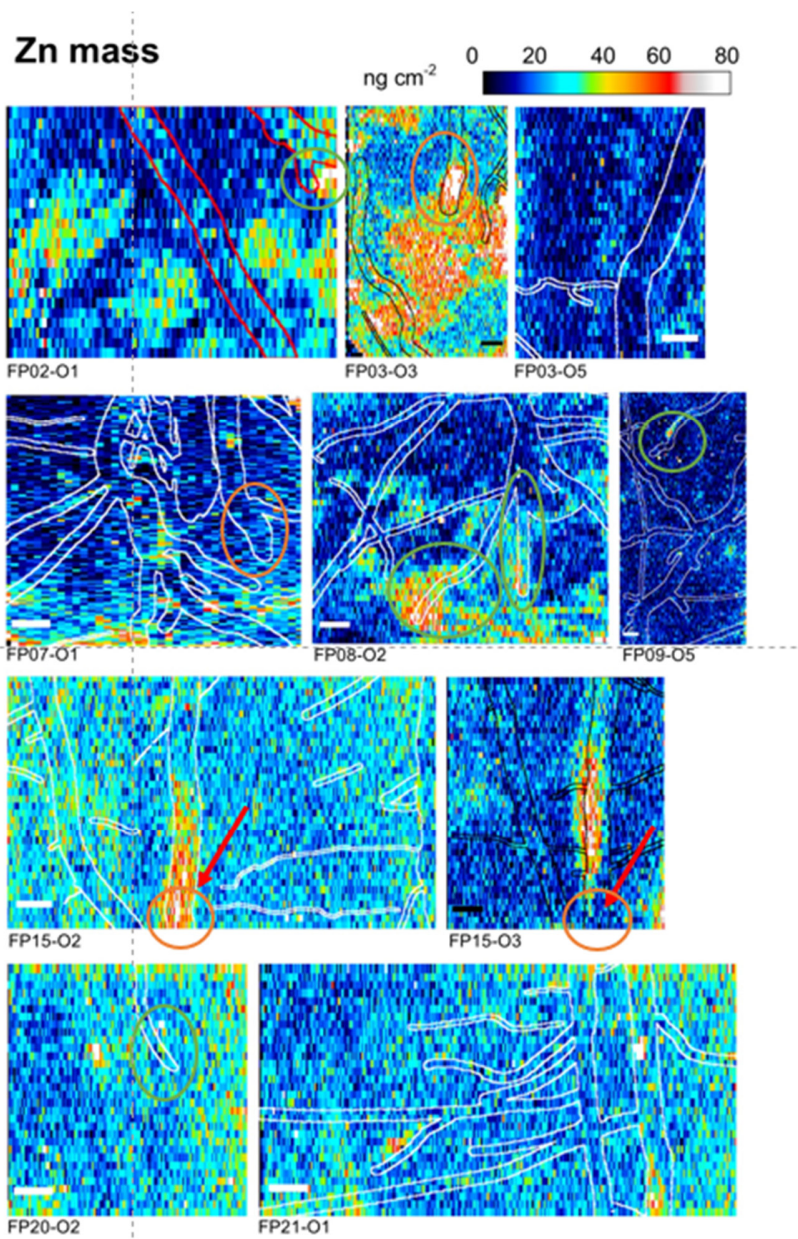 Zn mass
ng cm-2
0 20 40 60 80
FP02-O1 FP03-O3 FP03-O5
FP07-O1 FP08-O2 FP09-O5
FP15-O2 FP15-O3
FP20-O2 FP21-O1